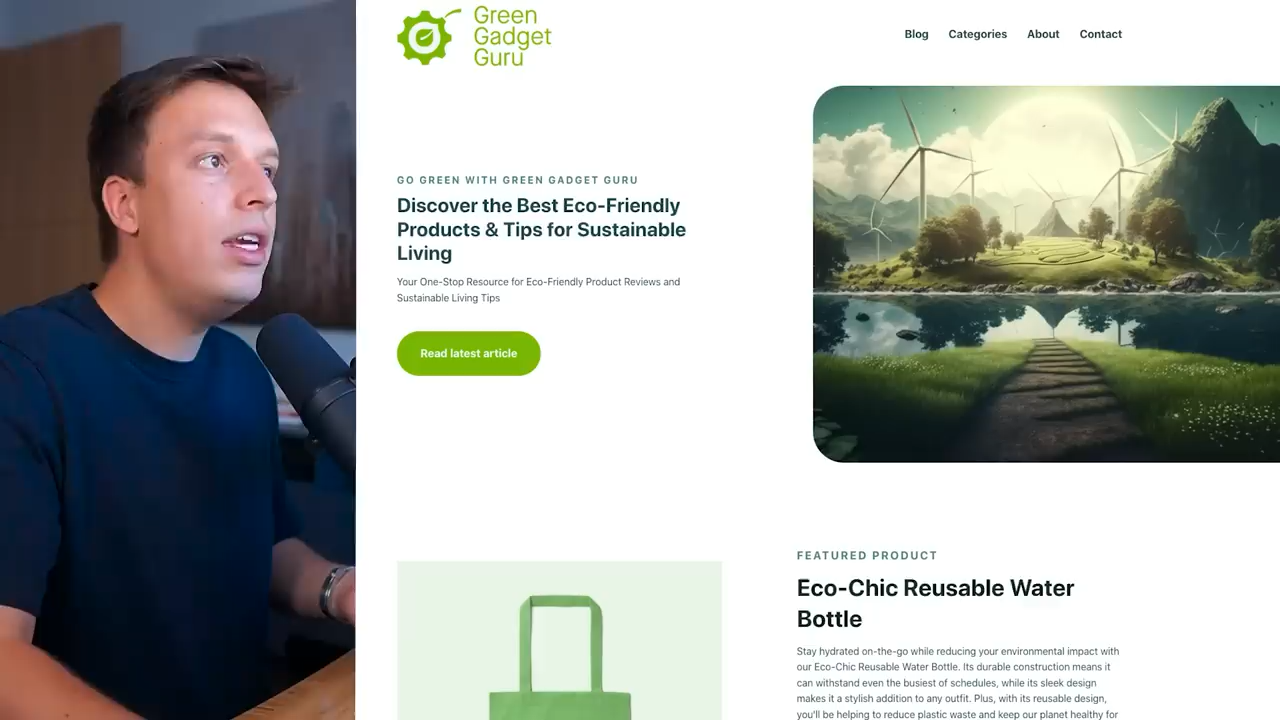 Green
Gadget
Guru
Blog
Categories
About
Contact
GO GREEN WITH GREEN GADGET GURU
Discover the Best Eco-Friendly
Products & Tips for Sustainable
Living
Your One-Stop Resource for Eco-Friendly Product Reviews and
Sustainable Living Tips
Read latest article
FEATURED PRODUCT
Eco-Chic Reusable Water
Bottle
Stay hydrated on-the-go while reducing your environmental impact with
our Eco-Chic Reusable Water Bottle. Its durable construction means it
can withstand even the busiest of schedules, while its sleek design
makes it a stylish addition to any outfit. Plus, with its reusable design,
you'll be helping to reduce plastic waste and keep our planet healthy for